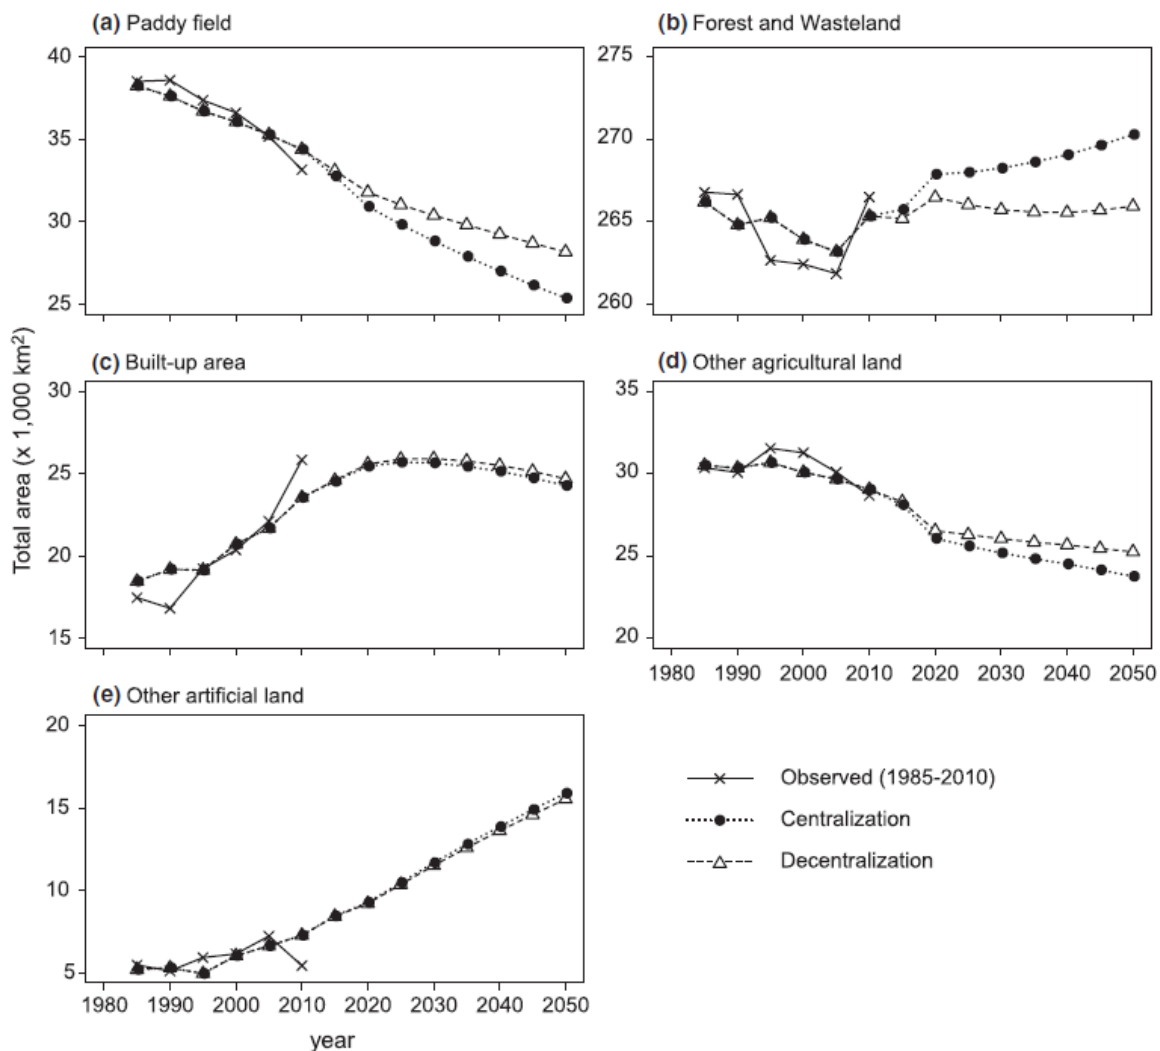 (a) Paddy field
40
35
30
25
(b) Forest and Wasteland
275
270
265
260
(c) Built-up area
30
25
20
15
(d) Other agricultural land
35
30
25
20
1980 1990 2000 2010 2020 2030 2040 2050
(e) Other artificial land
20
15
10
5
1980 1990 2000 2010 2020 2030 2040 2050
year
Total area (x 1,000 km²)
Observed (1985-2010)
Centralization
Decentralization